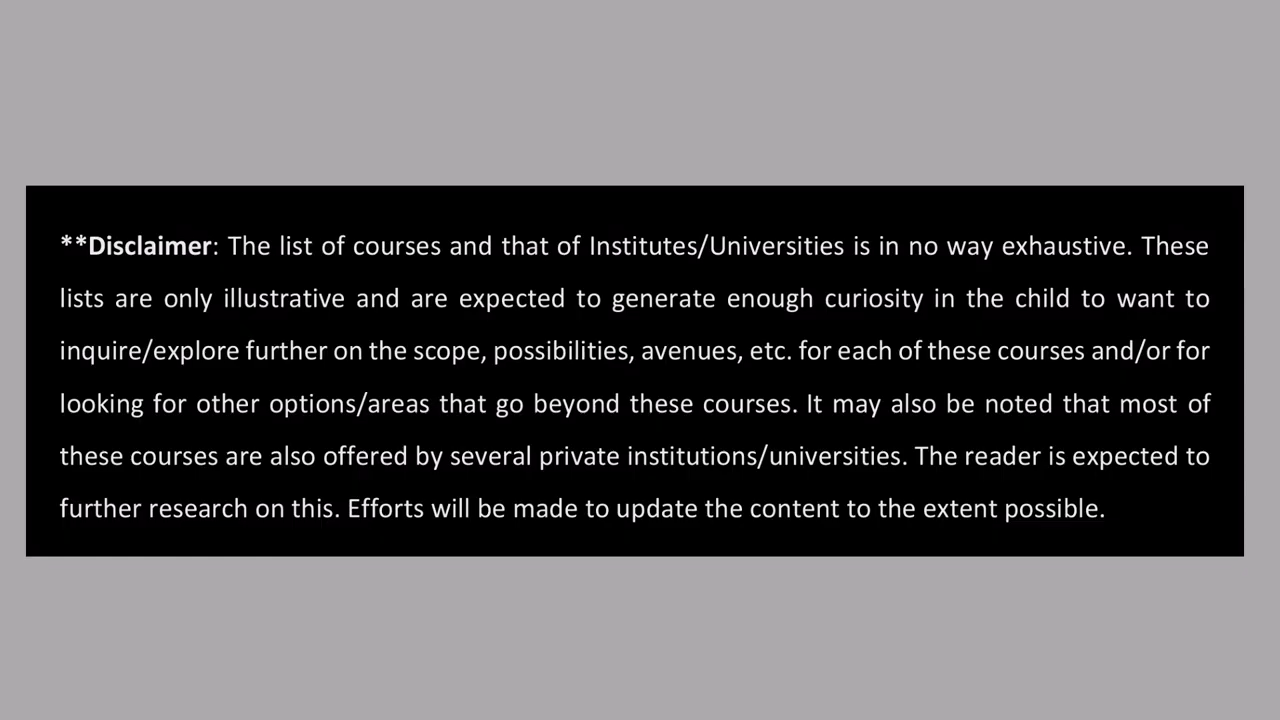 **Disclaimer: The list of courses and that of Institutes/Universities is in no way exhaustive. These
lists are only illustrative and are expected to generate enough curiosity in the child to want to
inquire/explore further on the scope, possibilities, avenues, etc. for each of these courses and/or for
looking for other options/areas that go beyond these courses. It may also be noted that most of
these courses are also offered by several private institutions/universities. The reader is expected to
further research on this. Efforts will be made to update the content to the extent possible.